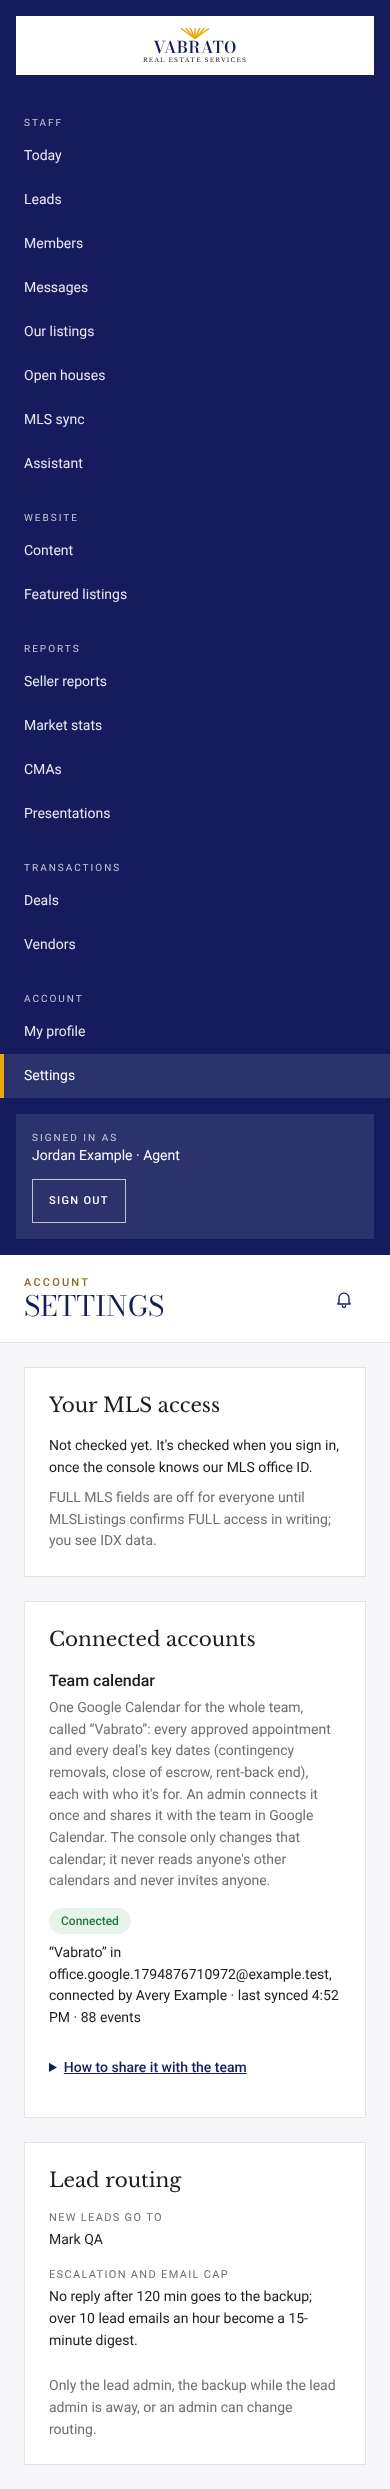 VABRATO
REAL ESTATE SERVICES
STAFF
Today
Leads
Members
Messages
Our listings
Open houses
MLS sync
Assistant
WEBSITE
Content
Featured listings
REPORTS
Seller reports
Market stats
CMAs
Presentations
TRANSACTIONS
Deals
Vendors
ACCOUNT
My profile
Settings
SIGNED IN AS
Jordan Example · Agent
SIGN OUT
ACCOUNT
SETTINGS
Your MLS access
Not checked yet. It's checked when you sign in,
once the console knows our MLS office ID.
FULL MLS fields are off for everyone until
MLSListings confirms FULL access in writing;
you see IDX data.
Connected accounts
Team calendar
One Google Calendar for the whole team,
called “Vabrato”: every approved appointment
and every deal's key dates (contingency
removals, close of escrow, rent-back end),
each with who it's for. An admin connects it
once and shares it with the team in Google
Calendar. The console only changes that
calendar; it never reads anyone's other
calendars and never invites anyone.
Connected
“Vabrato” in
office.google.1794876710972@example.test,
connected by Avery Example · last synced 4:52
PM · 88 events
How to share it with the team
Lead routing
NEW LEADS GO TO
Mark QA
ESCALATION AND EMAIL CAP
No reply after 120 min goes to the backup;
over 10 lead emails an hour become a 15-
minute digest.
Only the lead admin, the backup while the lead
admin is away, or an admin can change
routing.